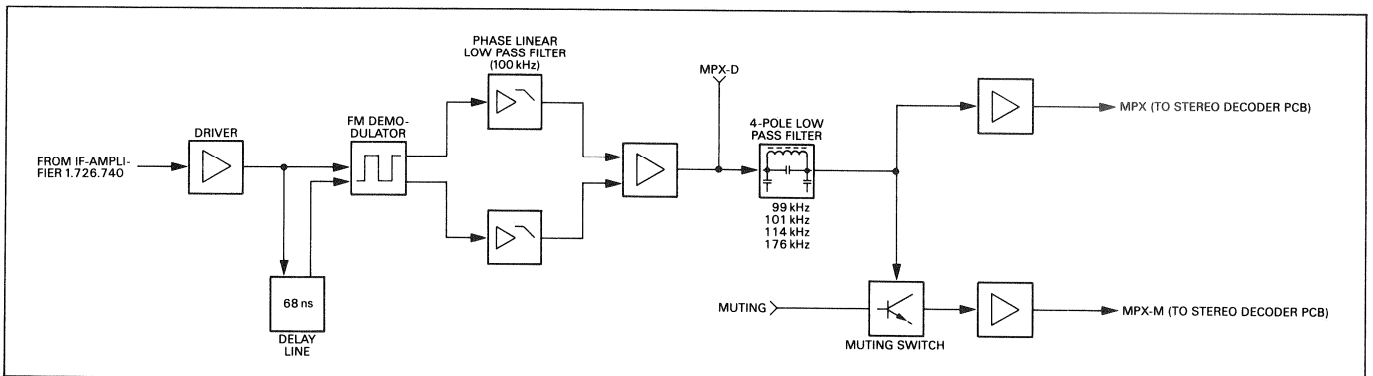 PHASE LINEAR
LOW PASS FILTER
(100 kHz)
MPX-D
DRIVER
FM DEMO-
DULATOR
4-POLE LOW
PASS FILTER
MPX (TO STEREO DECODER PCB)
FROM IF-AMPLI-
FIER 1.726.740
99 kHz
101 kHz
114 kHz
176 kHz
68 ns
DELAY
LINE
MUTING
MUTING SWITCH
MPX-M (TO STEREO DECODER PCB)